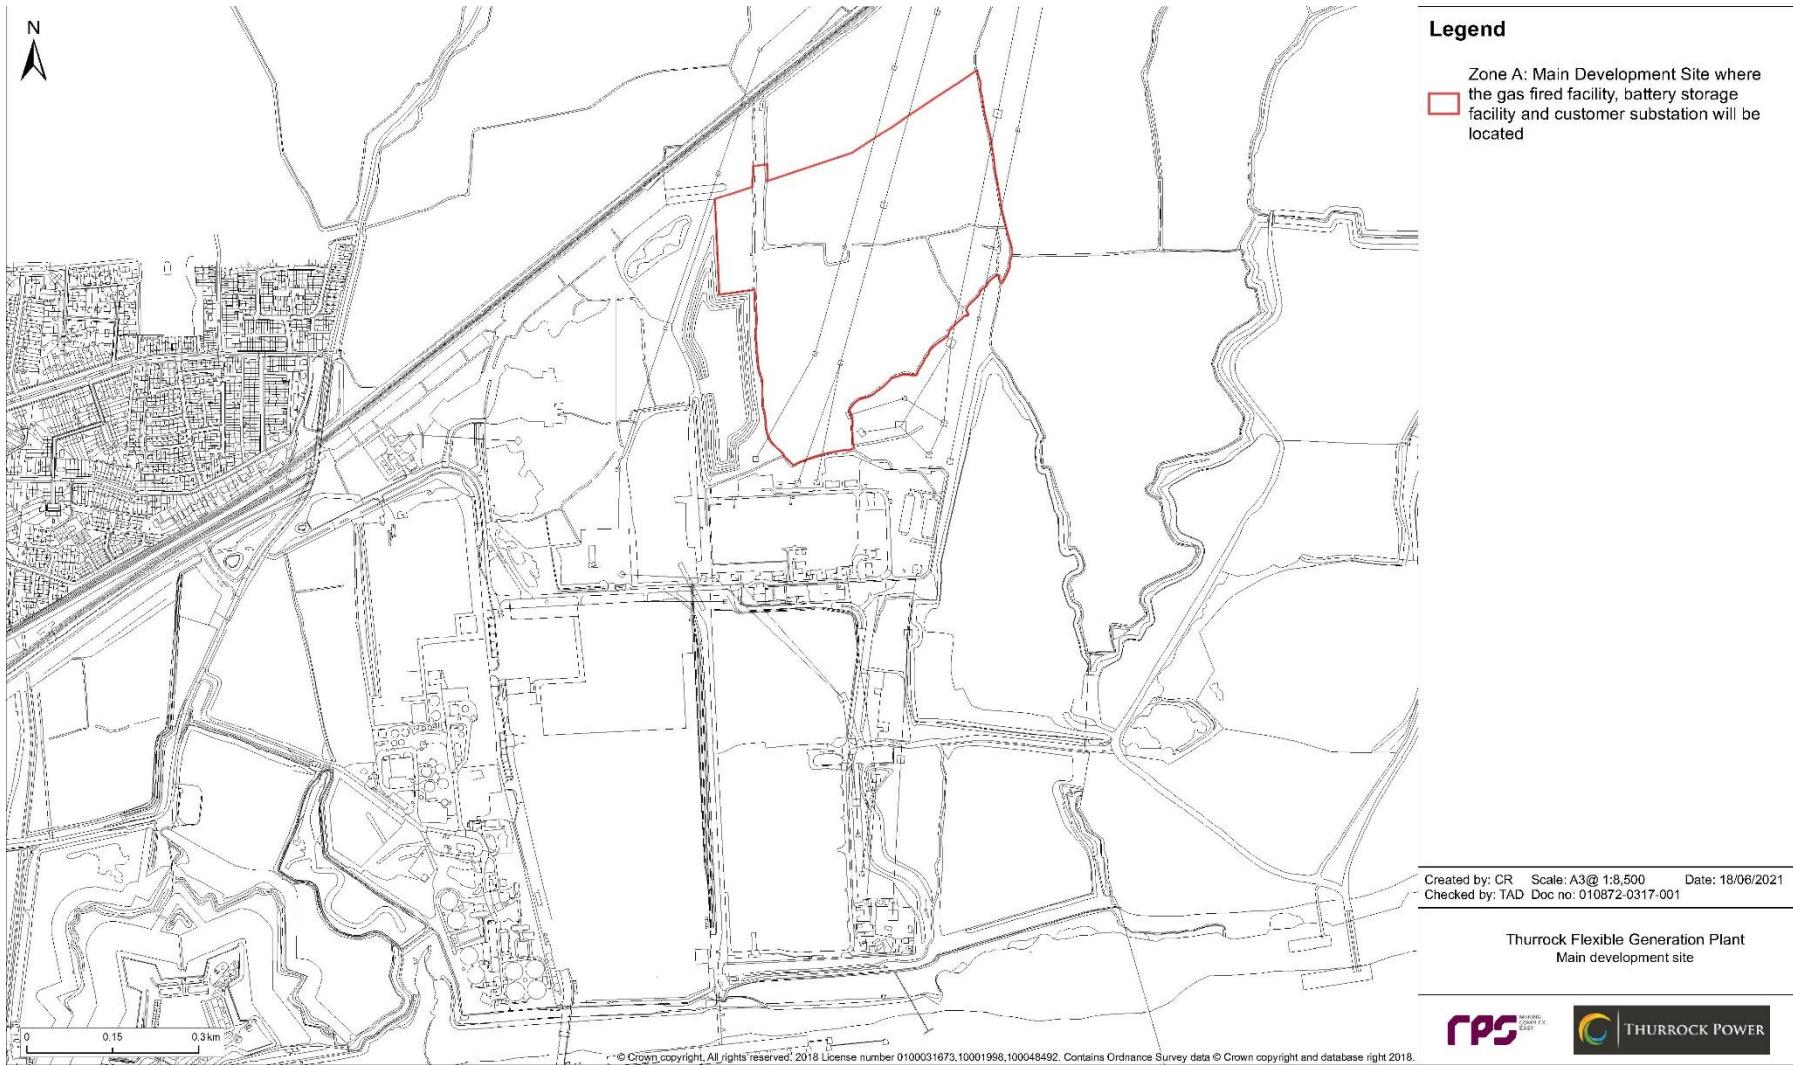 N
Legend
Zone A: Main Development Site where
the gas fired facility, battery storage
facility and customer substation will be
located
Created by: CR Scale: A3@ 1:8,500 Date: 18/06/2021
Checked by: TAD Doc no: 010872-0317-001
Thurrock Flexible Generation Plant
Main development site
0 0.15 0.3 km
© Crown copyright, All rights reserved. 2018 License number 0100031673,10001998,100048492. Contains Ordnance Survey data © Crown copyright and database right 2018.
rps MAKING
COMPLEX
EASY
THURROCK POWER